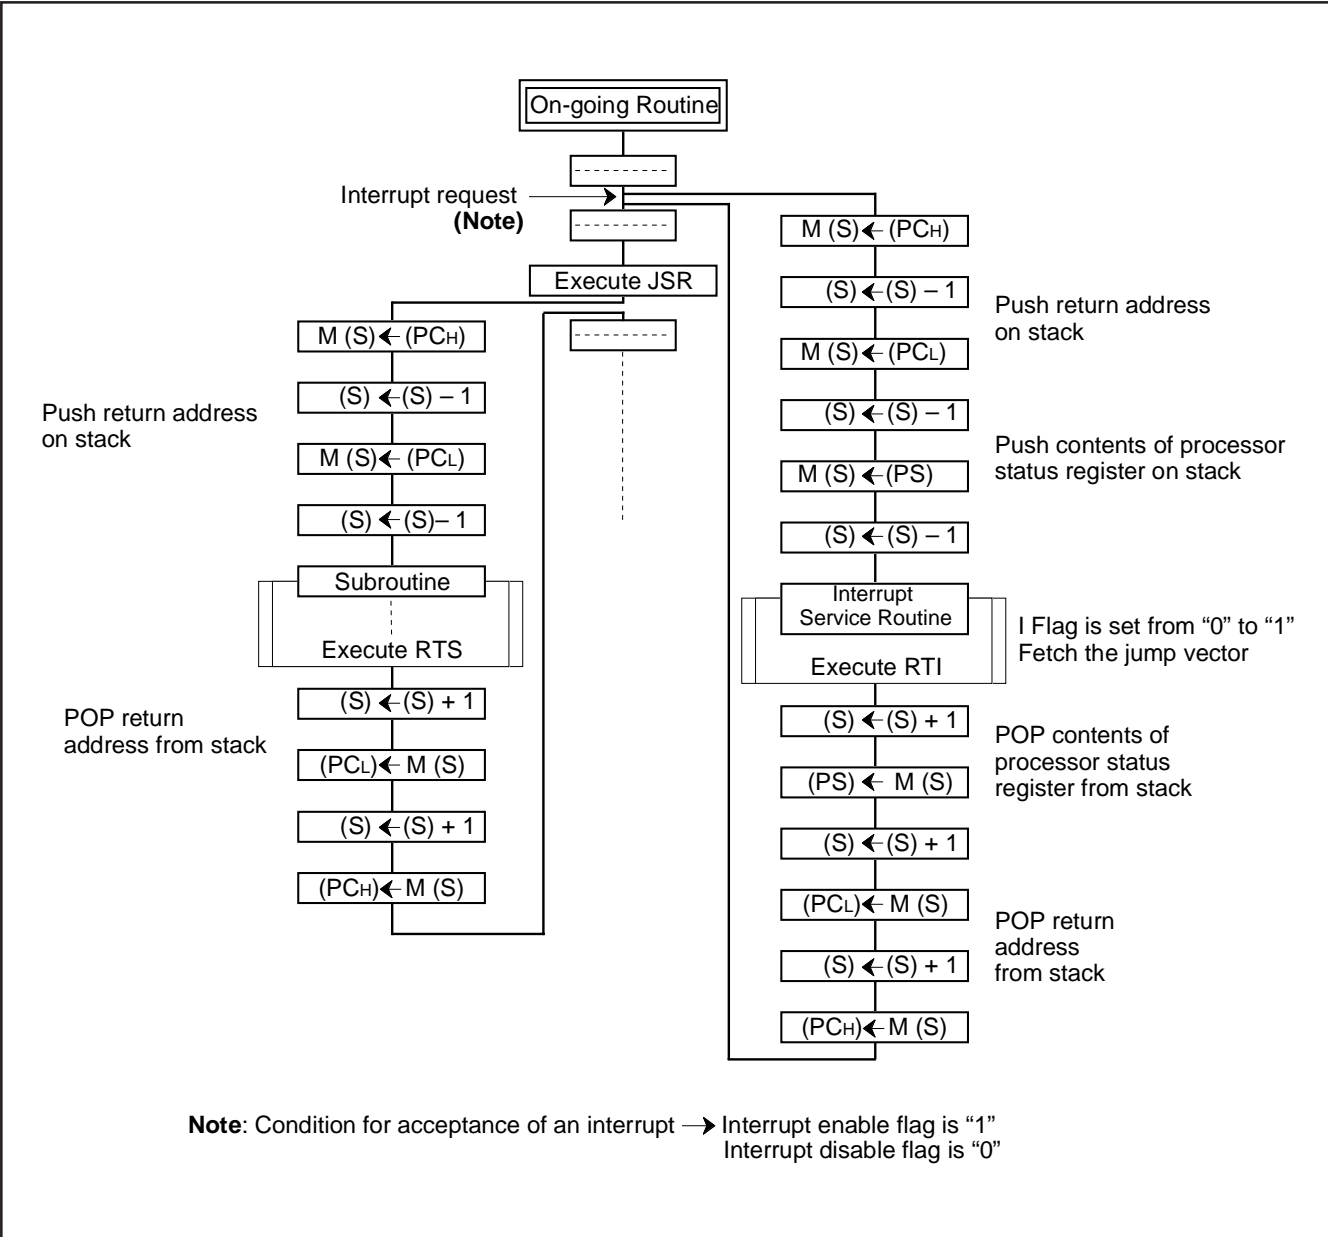 On-going Routine
Interrupt request
(Note)
Execute JSR
M (S) ← (PCH)
(S) ← (S) – 1
M (S) ← (PCL)
(S) ← (S)– 1
Push return address
on stack
Subroutine
Execute RTS
(S) ← (S) + 1
(PCL) ← M (S)
(S) ← (S) + 1
(PCH) ← M (S)
POP return
address from stack
M (S) ← (PCH)
(S) ← (S) – 1
M (S) ← (PCL)
(S) ← (S) – 1
M (S) ← (PS)
(S) ← (S) – 1
Push return address
on stack
Push contents of processor
status register on stack
Interrupt
Service Routine
Execute RTI
I Flag is set from “0” to “1”
Fetch the jump vector
(S) ← (S) + 1
(PS) ← M (S)
(S) ← (S) + 1
(PCL) ← M (S)
(S) ← (S) + 1
(PCH) ← M (S)
POP contents of
processor status
register from stack
POP return
address
from stack
Note: Condition for acceptance of an interrupt → Interrupt enable flag is “1”
Interrupt disable flag is “0”